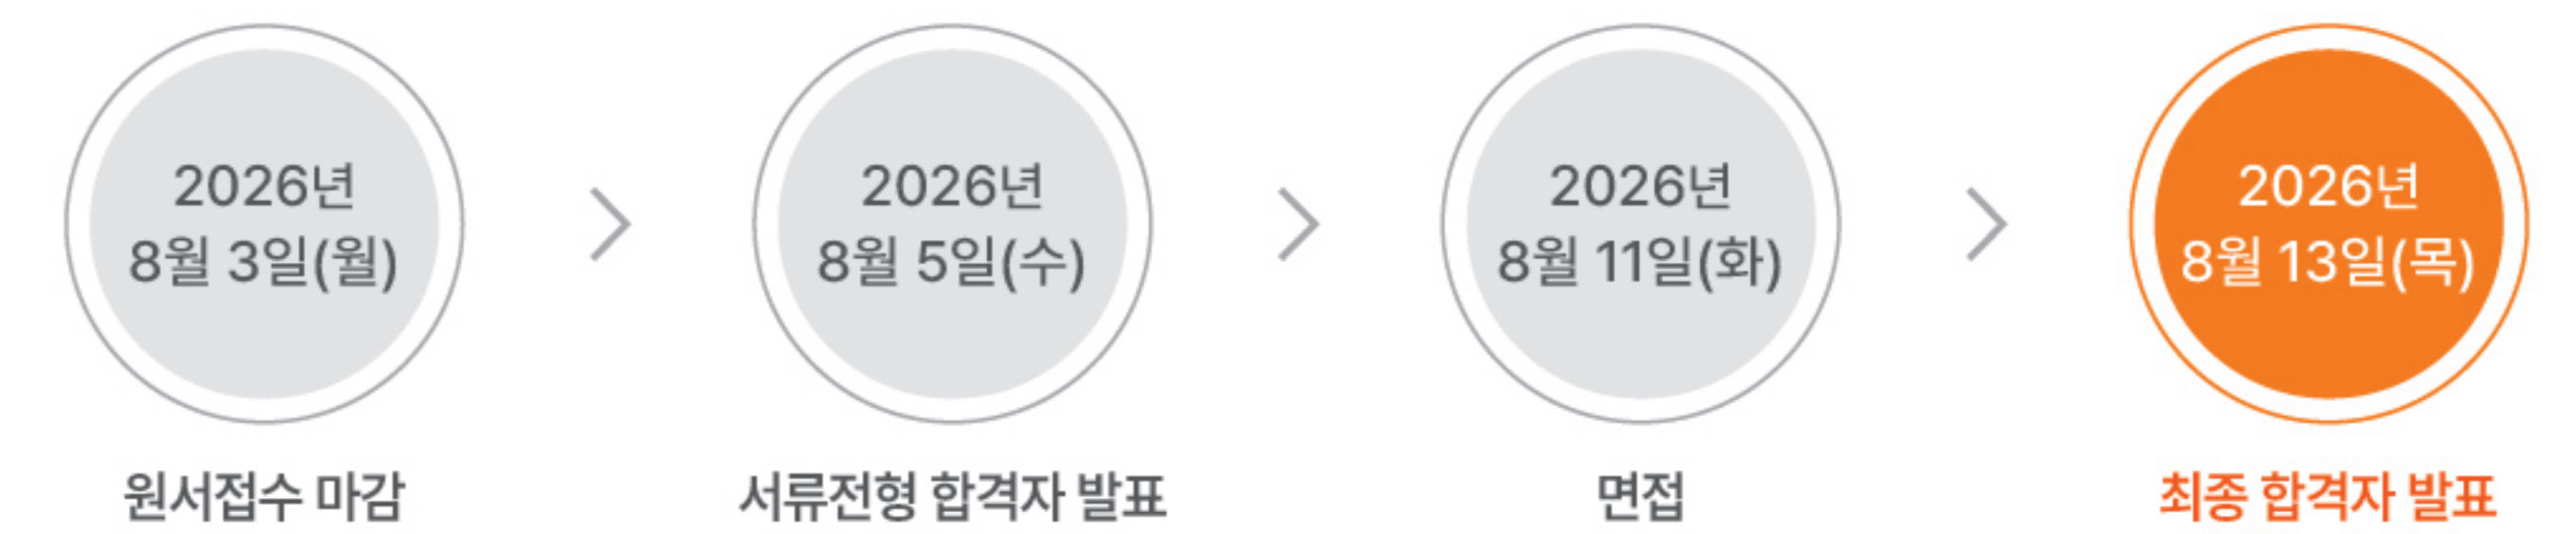 2026년
8월 3일(월)
원서접수 마감
2026년
8월 5일(수)
서류전형 합격자 발표
2026년
8월 11일(화)
면접
2026년
8월 13일(목)
최종 합격자 발표